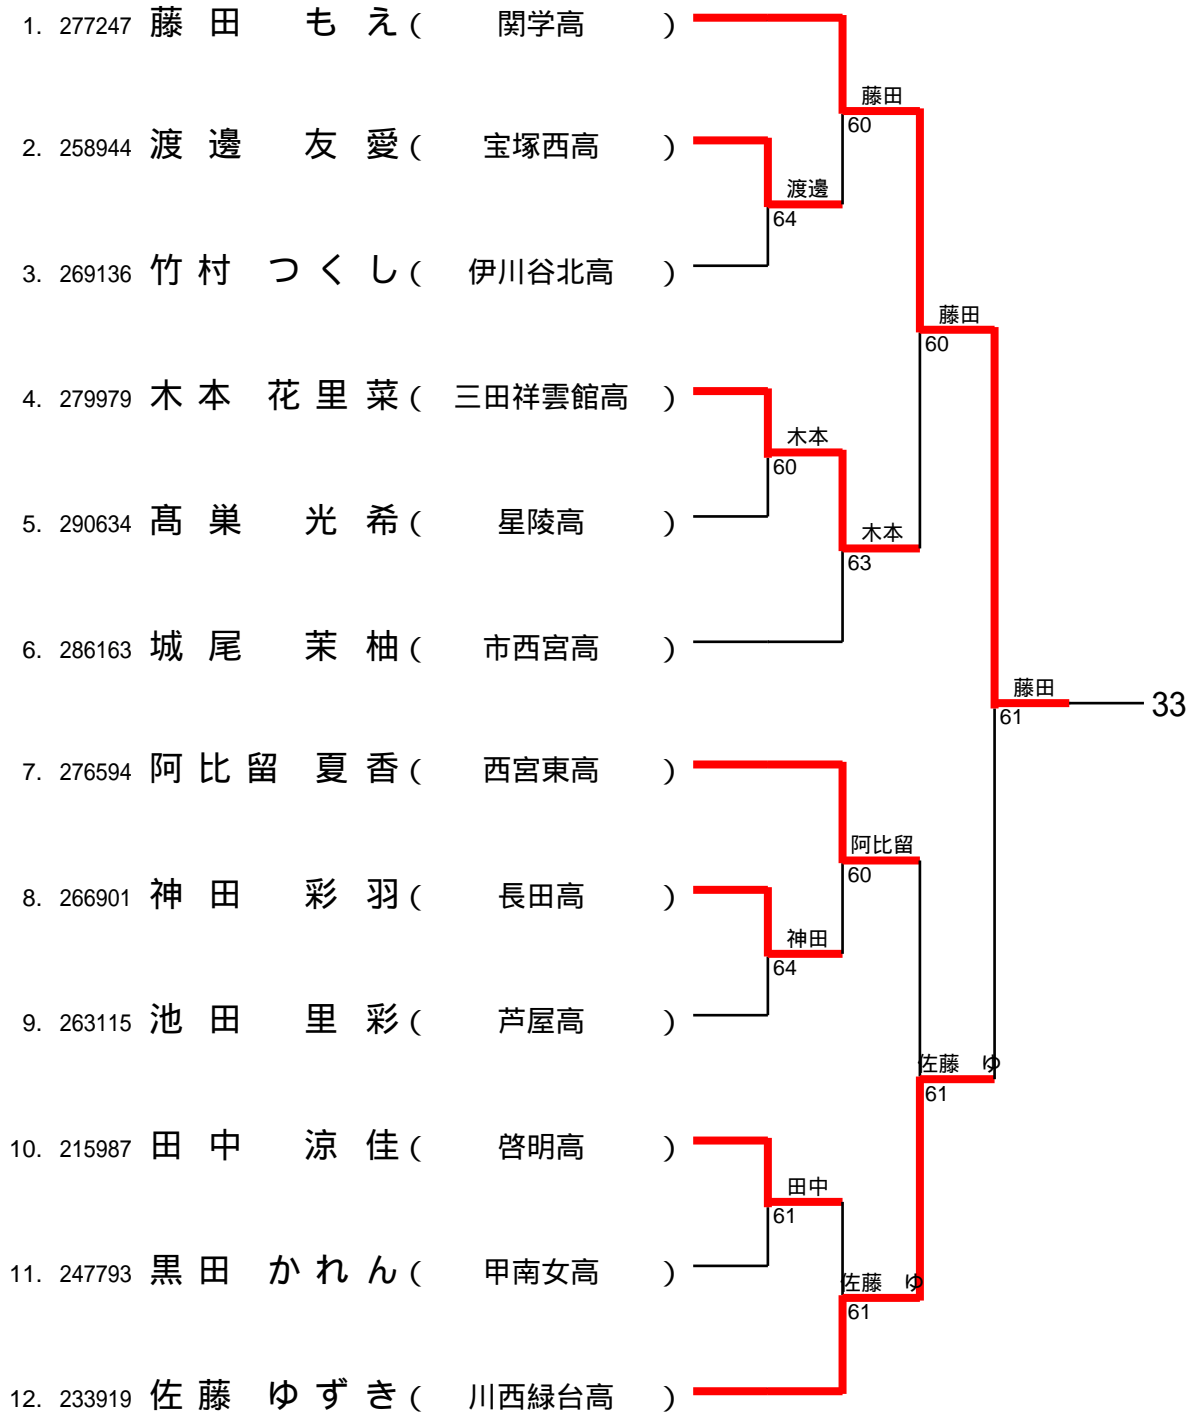 1. 277247 藤田 もえ ( 関学高 )
藤田
60
2. 258944 渡邊 友愛 ( 宝塚西高 )
渡邊
64
3. 269136 竹村 つくし ( 伊川谷北高 )
藤田
60
4. 279979 木本 花里菜 ( 三田祥雲館高 )
木本
60
5. 290634 髙巣 光希 ( 星陵高 )
木本
63
6. 286163 城尾 茉柚 ( 市西宮高 )
藤田
61
33
7. 276594 阿比留 夏香 ( 西宮東高 )
阿比留
60
8. 266901 神田 彩羽 ( 長田高 )
神田
64
9. 263115 池田 里彩 ( 芦屋高 )
佐藤 ゆ
61
10. 215987 田中 涼佳 ( 啓明高 )
田中
61
11. 247793 黒田 かれん ( 甲南女高 )
佐藤 ゆ
61
12. 233919 佐藤 ゆずき ( 川西緑台高 )